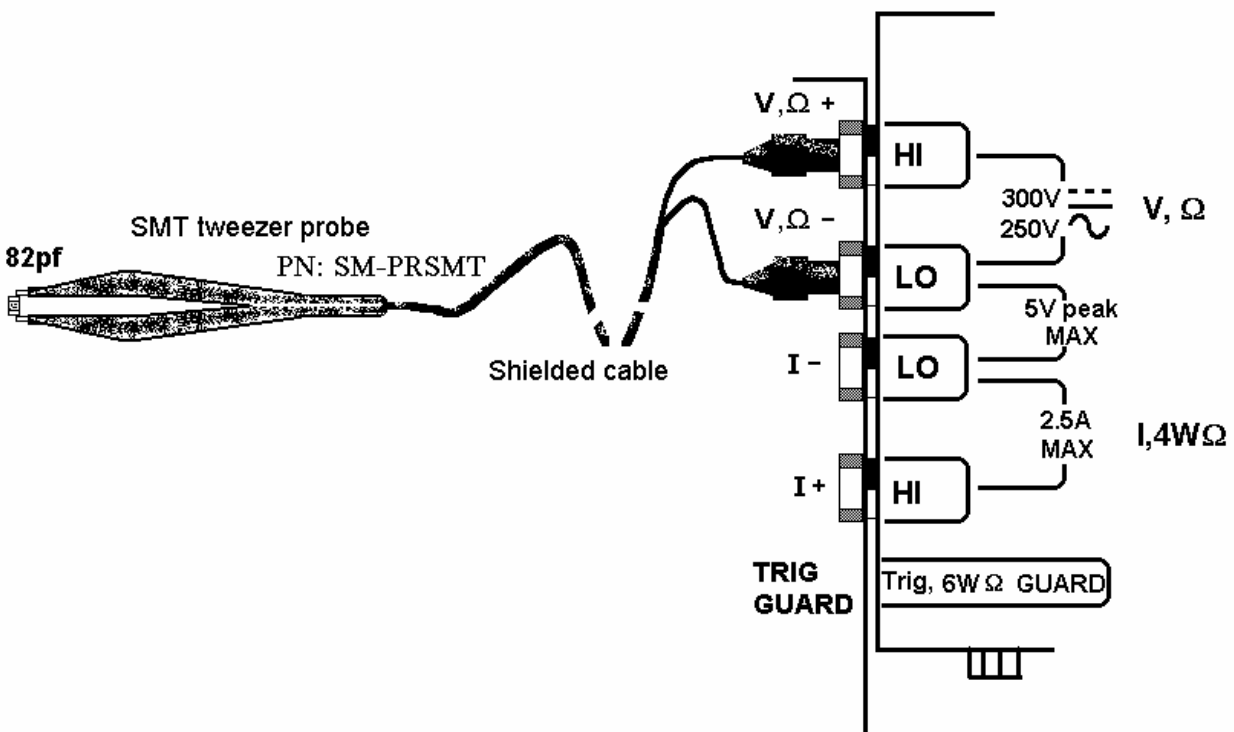 V,Ω +
HI
300V
250V
V, Ω
SMT tweezer probe
82pf
PN: SM-PRSMT
V,Ω −
LO
5V peak
MAX
Shielded cable
I −
LO
2.5A
MAX
I,4WΩ
I +
HI
TRIG
GUARD
Trig, 6W Ω GUARD